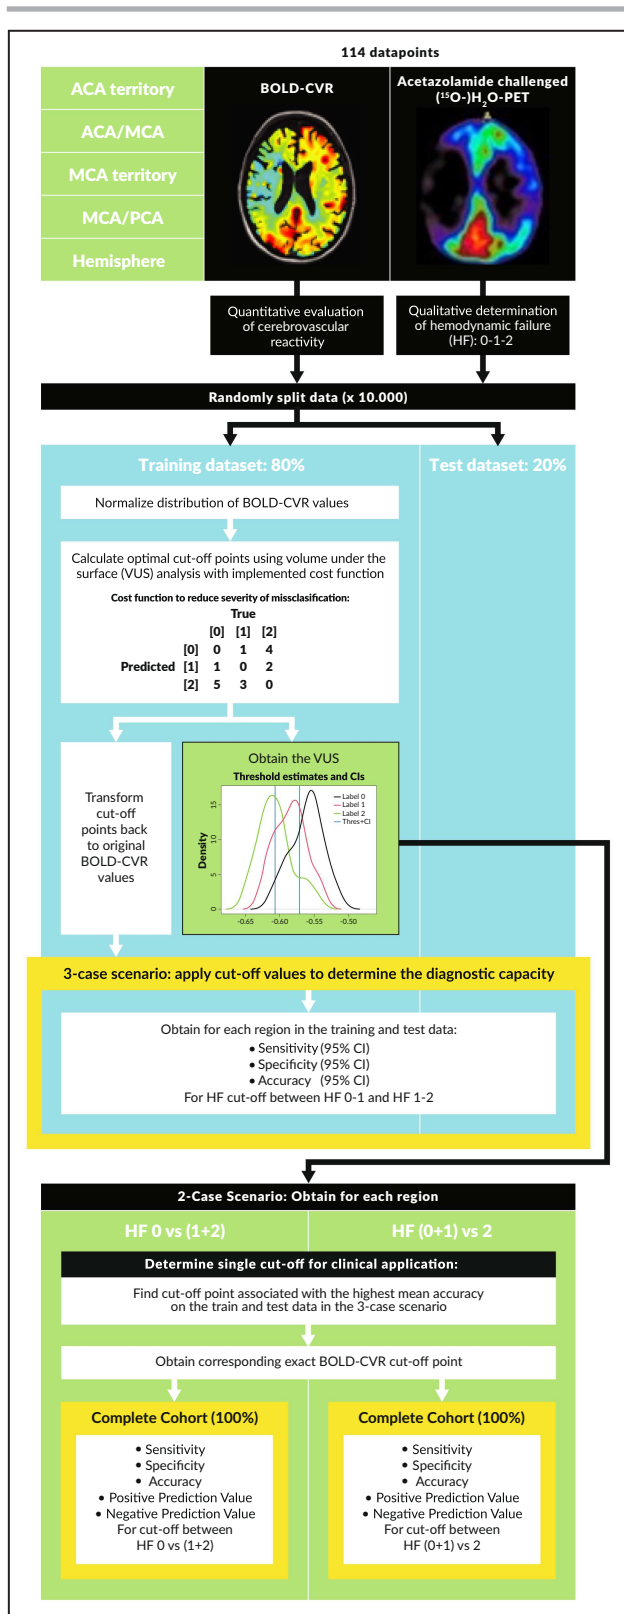 114 datapoints
ACA territory
ACA/MCA
MCA territory
MCA/PCA
Hemisphere
BOLD-CVR
Acetazolamide challenged
(¹⁵O-)H₂O-PET
Quantitative evaluation
of cerebrovascular
reactivity
Qualitative determination
of hemodynamic failure
(HF): 0-1-2
Randomly split data (x 10.000)
Training dataset: 80%
Test dataset: 20%
Normalize distribution of BOLD-CVR values
Calculate optimal cut-off points using volume under the
surface (VUS) analysis with implemented cost function
Cost function to reduce severity of missclasification:
True
[0] [1] [2]
[0] 0 1 4
Predicted [1] 1 0 2
[2] 5 3 0
Transform
cut-off
points back
to original
BOLD-CVR
values
Obtain the VUS
Threshold estimates and CIs
Label 0
Label 1
Label 2
Thres+CI
Density
15
10
5
0
-0.65 -0.60 -0.55 -0.50
3-case scenario: apply cut-off values to determine the diagnostic capacity
Obtain for each region in the training and test data:
• Sensitivity (95% CI)
• Specificity (95% CI)
• Accuracy (95% CI)
For HF cut-off between HF 0-1 and HF 1-2
2-Case Scenario: Obtain for each region
HF 0 vs (1+2)
HF (0+1) vs 2
Determine single cut-off for clinical application:
Find cut-off point associated with the highest mean accuracy
on the train and test data in the 3-case scenario
Obtain corresponding exact BOLD-CVR cut-off point
Complete Cohort (100%)
• Sensitivity
• Specificity
• Accuracy
• Positive Prediction Value
• Negative Prediction Value
For cut-off between
HF 0 vs (1+2)
Complete Cohort (100%)
• Sensitivity
• Specificity
• Accuracy
• Positive Prediction Value
• Negative Prediction Value
For cut-off between
HF (0+1) vs 2